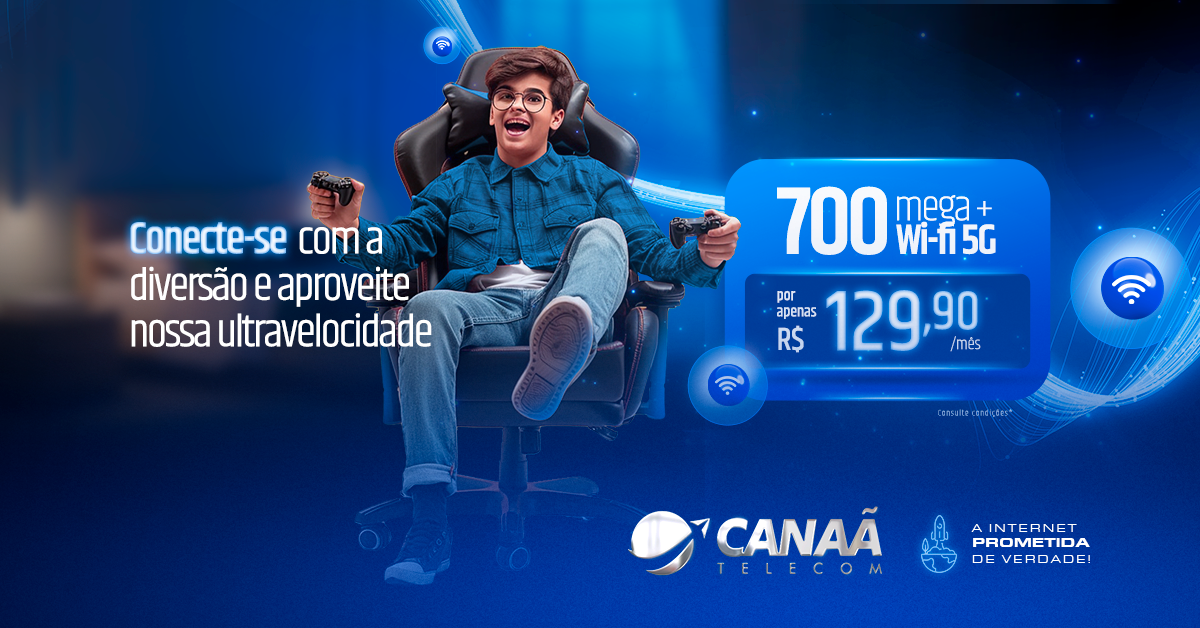 Conecte-se com a
diversão e aproveite
nossa ultravelocidade
700 mega +
Wi-fi 5G
por
apenas
R$ 129,90
/mês
Consulte condições*
CANAÃ
TELECOM
A INTERNET
PROMETIDA
DE VERDADE!